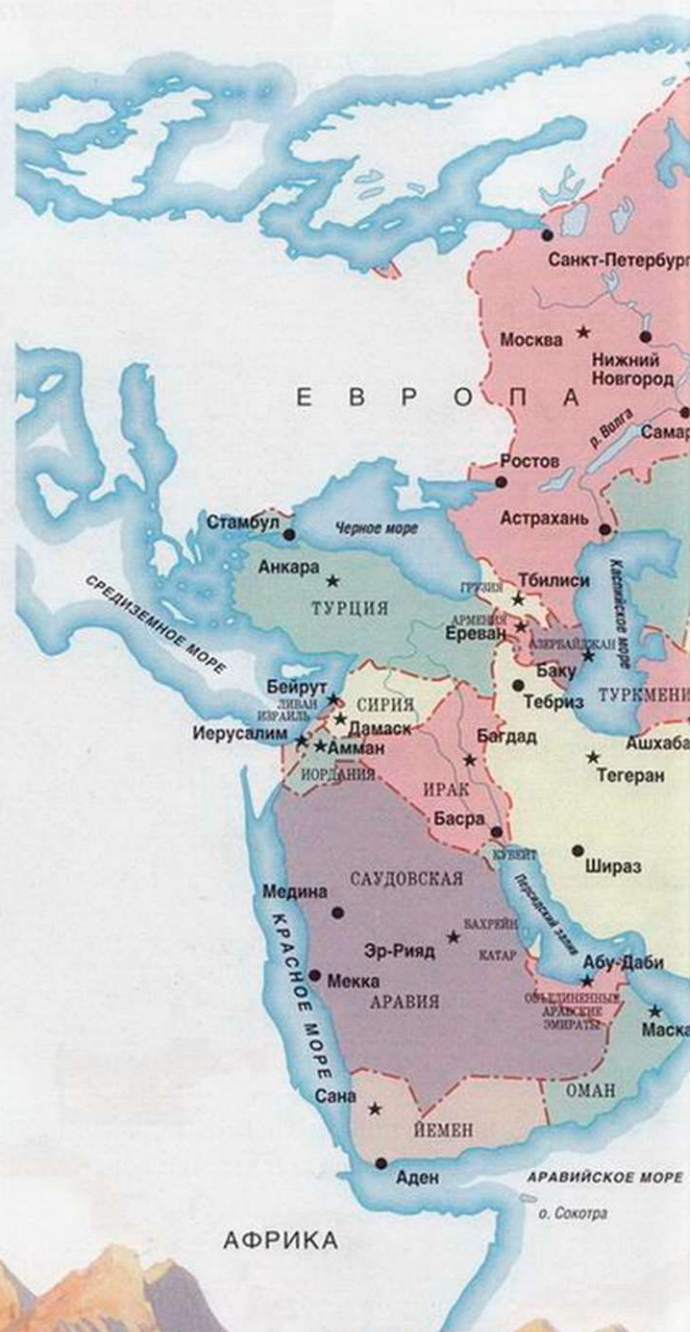 Санкт-Петербург
Москва
Нижний
Новгород
ЕВРОПА
р. Волга
Самар
Ростов
Астрахань
Стамбул
Черное море
Анкара
ТУРЦИЯ
ГРУЗИЯ
Тбилиси
Каспийское море
АРМЕНИЯ
Ереван
АЗЕРБАЙДЖАН
Баку
СРЕДИЗЕМНОЕ МОРЕ
Бейрут
ЛИВАН
СИРИЯ
Тебриз
ТУРКМЕНИ
ИЗРАИЛЬ
Иерусалим
Дамаск
Амман
Багдад
Ашхаба
Тегеран
ИОРДАНИЯ
ИРАК
Басра
КУВЕЙТ
Шираз
САУДОВСКАЯ
Медина
Персидский залив
КРАСНОЕ МОРЕ
БАХРЕЙН
Эр-Рияд
КАТАР
Абу-Даби
Мекка
АРАВИЯ
ОБЪЕДИНЕННЫЕ
АРАБСКИЕ
ЭМИРАТЫ
Маска
Сана
ОМАН
ЙЕМЕН
Аден
АРАВИЙСКОЕ МОРЕ
о. Сокотра
АФРИКА